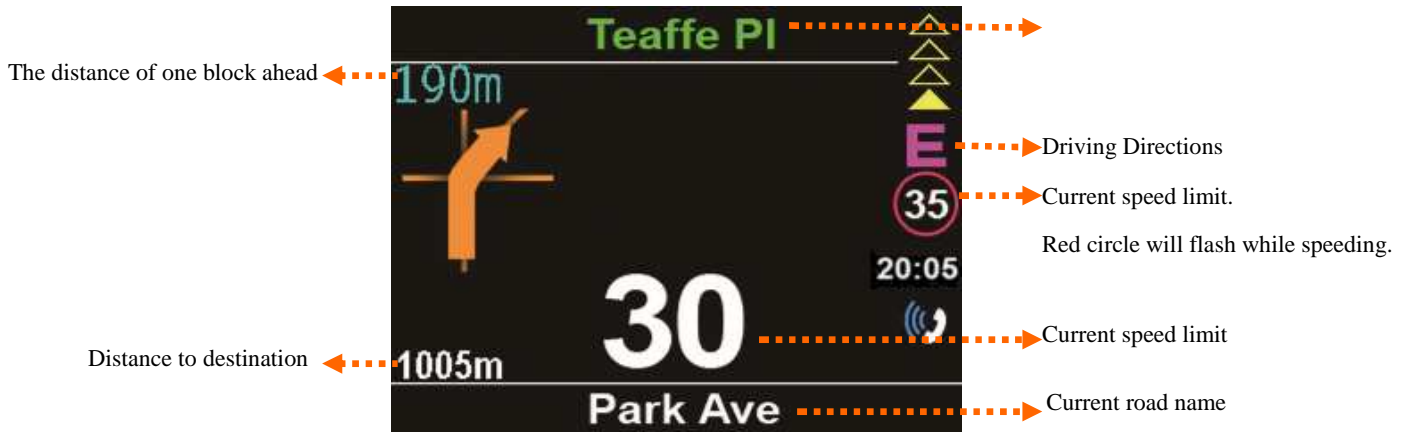 Teaffe Pl
The distance of one block ahead
190m
E
Driving Directions
35
Current speed limit.
Red circle will flash while speeding.
20:05
30
Current speed limit
Distance to destination
1005m
Park Ave
Current road name